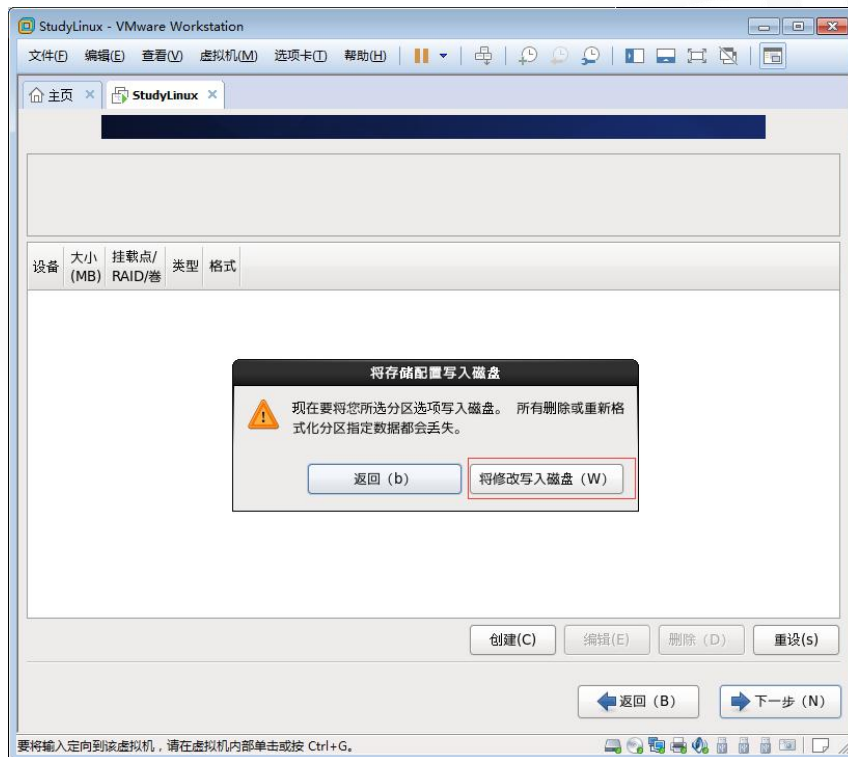 StudyLinux - VMware Workstation
文件(F) 编辑(E) 查看(V) 虚拟机(M) 选项卡(T) 帮助(H)
主页 StudyLinux
设备 大小 (MB) 挂载点/ RAID/卷 类型 格式
将存储配置写入磁盘
现在要将您所选分区选项写入磁盘。 所有删除或重新格
式化分区指定数据都会丢失。
返回 (b) 将修改写入磁盘 (W)
创建(C) 编辑(E) 删除 (D) 重设(s)
返回 (B) 下一步 (N)
要将输入定向到该虚拟机，请在虚拟机内部单击或按 Ctrl+G。